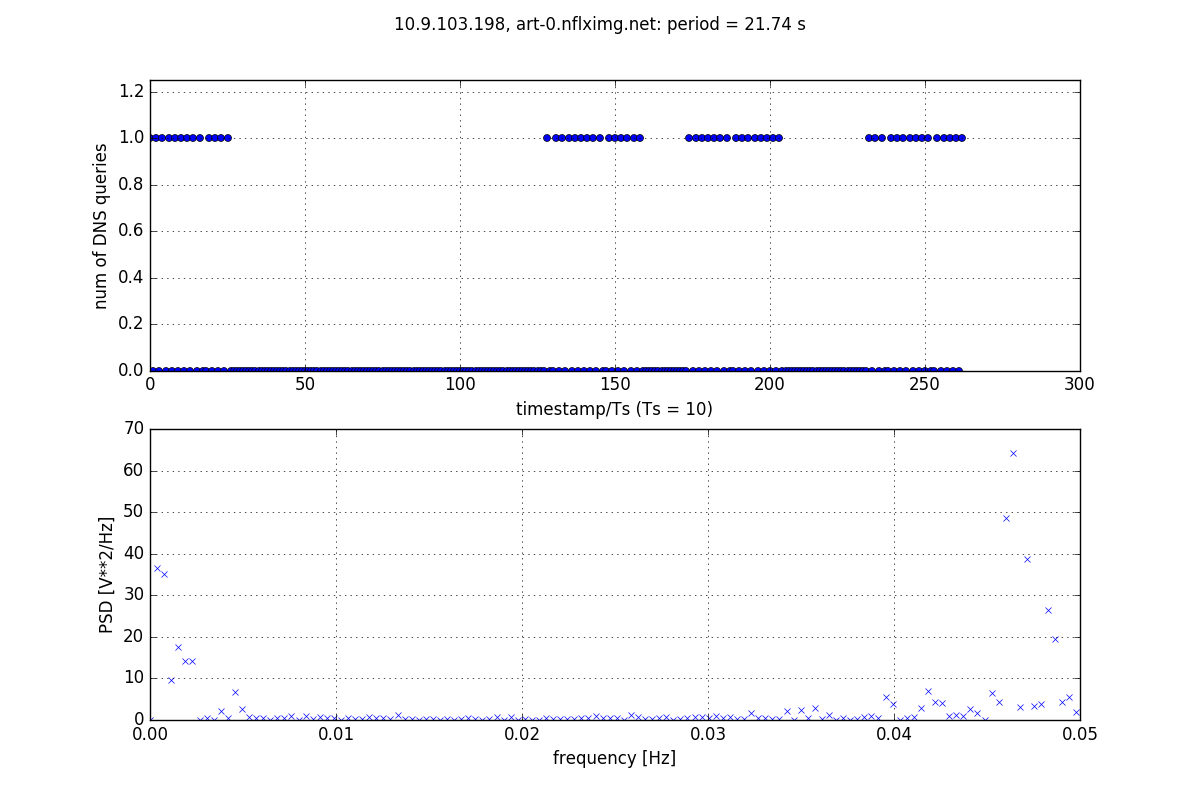 10.9.103.198, art-0.nflximg.net: period = 21.74 s
1.2
1.0
0.8
0.6
0.4
0.2
0.0
num of DNS queries
0 50 100 150 200 250 300
timestamp/Ts (Ts = 10)
70
60
50
40
30
20
10
0
PSD [V**2/Hz]
0.00 0.01 0.02 0.03 0.04 0.05
frequency [Hz]